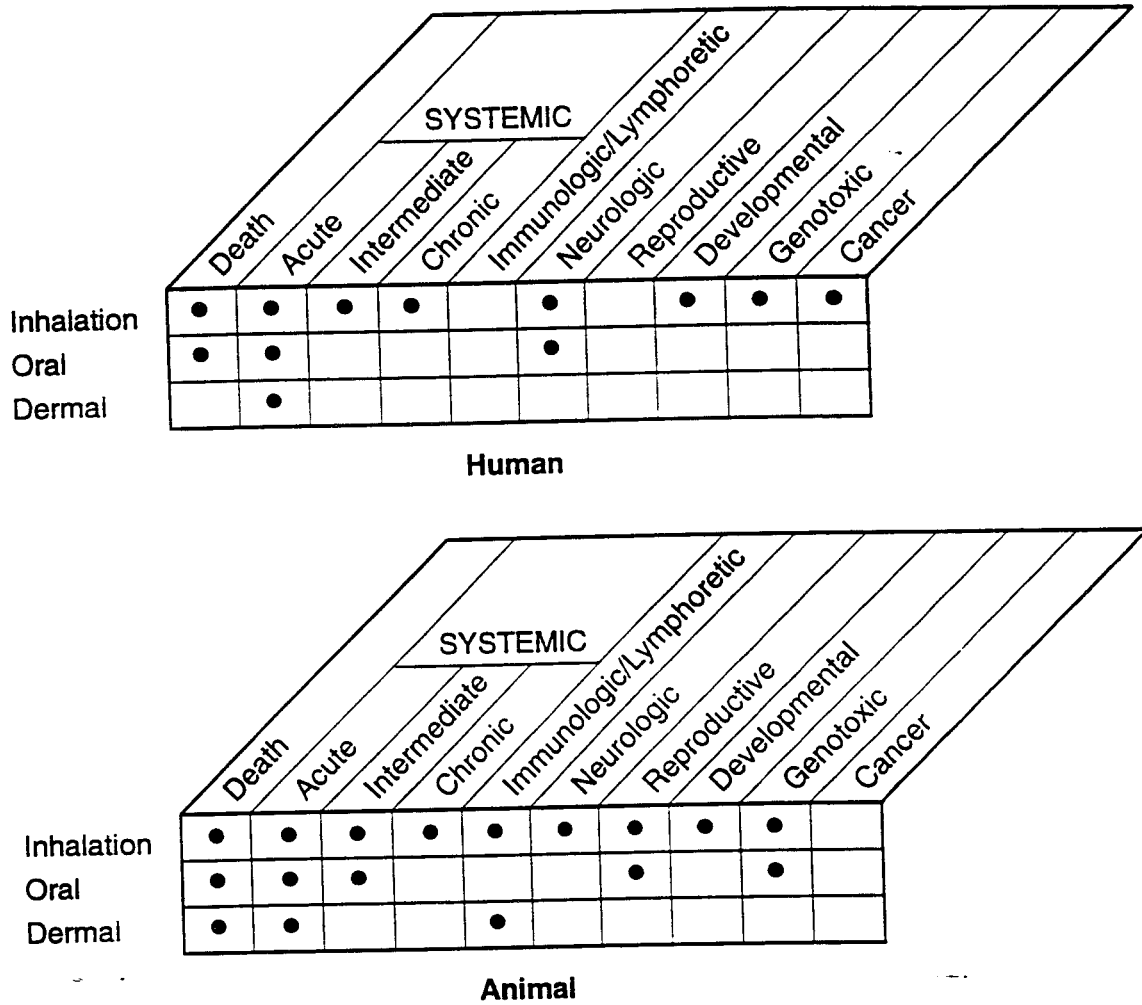 SYSTEMIC
Death
Acute
Intermediate
Chronic
Immunologic/Lymphoretic
Neurologic
Reproductive
Developmental
Genotoxic
Cancer
Inhalation
Oral
Dermal
Human
SYSTEMIC
Death
Acute
Intermediate
Chronic
Immunologic/Lymphoretic
Neurologic
Reproductive
Developmental
Genotoxic
Cancer
Inhalation
Oral
Dermal
Animal